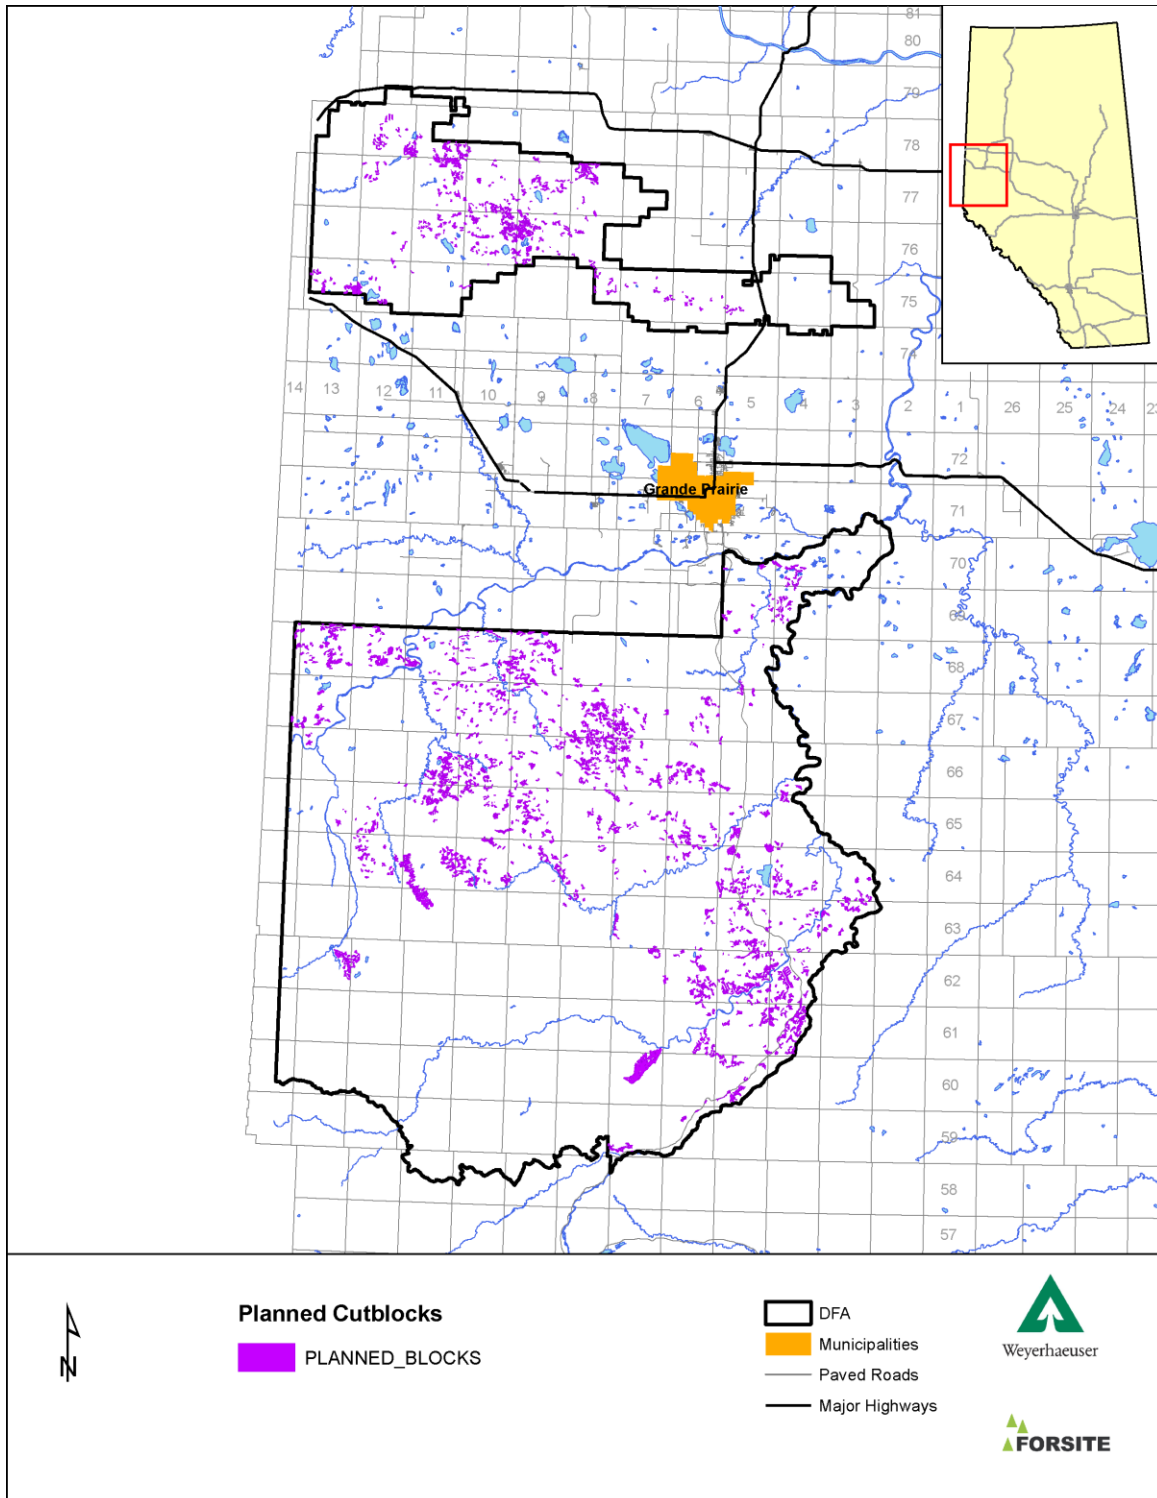 81
80
79
78
77
76
75
74
14 13 12 11 10 9 8 7 6 5 4 3 2 1 26 25 24 23
72
Grande Prairie
71
70
69
68
67
66
65
64
63
62
61
60
59
58
57
N
Planned Cutblocks
PLANNED_BLOCKS
DFA
Municipalities
Paved Roads
Major Highways
Weyerhaeuser
FORSITE